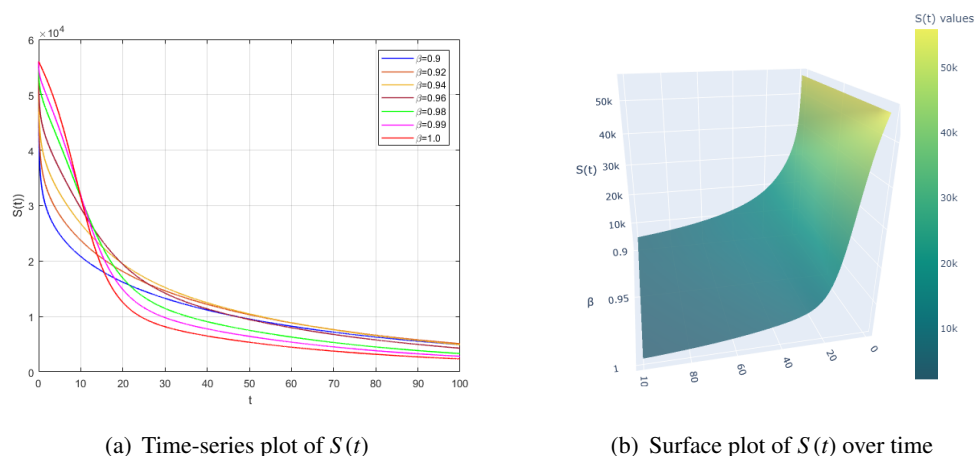 ×10⁴
6
5
4
3
2
1
0
0 10 20 30 40 50 60 70 80 90 100
S(t))
t
β=0.9
β=0.92
β=0.94
β=0.96
β=0.98
β=0.99
β=1.0
(a) Time-series plot of S(t)
S(t) values
50k
40k
30k
20k
10k
50k
40k
30k
20k
10k
S(t)
0.9
0.95
1
β
10
80
60
40
20
0
(b) Surface plot of S(t) over time